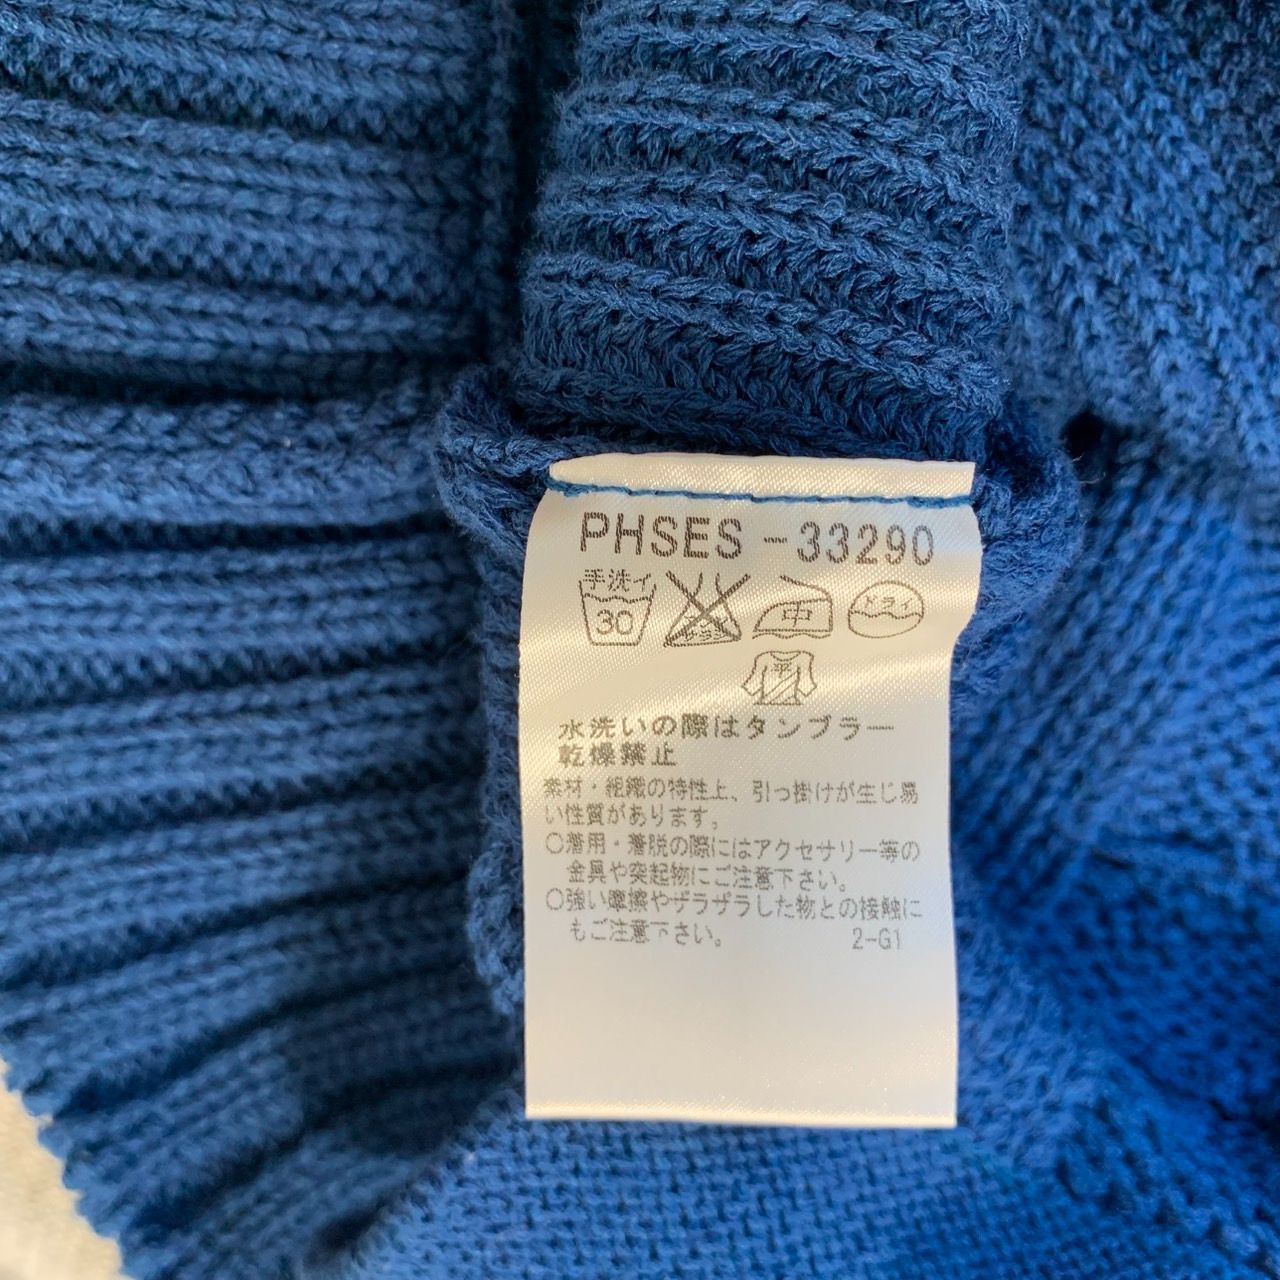 PHSES-33290
手洗イ
30 サラシ 中 ドライ
平
水洗いの際はタンブラー
乾燥禁止
素材・組織の特性上、引っ掛けが生じ易
い性質があります。
○着用・着脱の際にはアクセサリー等の
金具や突起物にご注意下さい。
○強い摩擦やザラザラした物との接触に
もご注意下さい。 2-G1